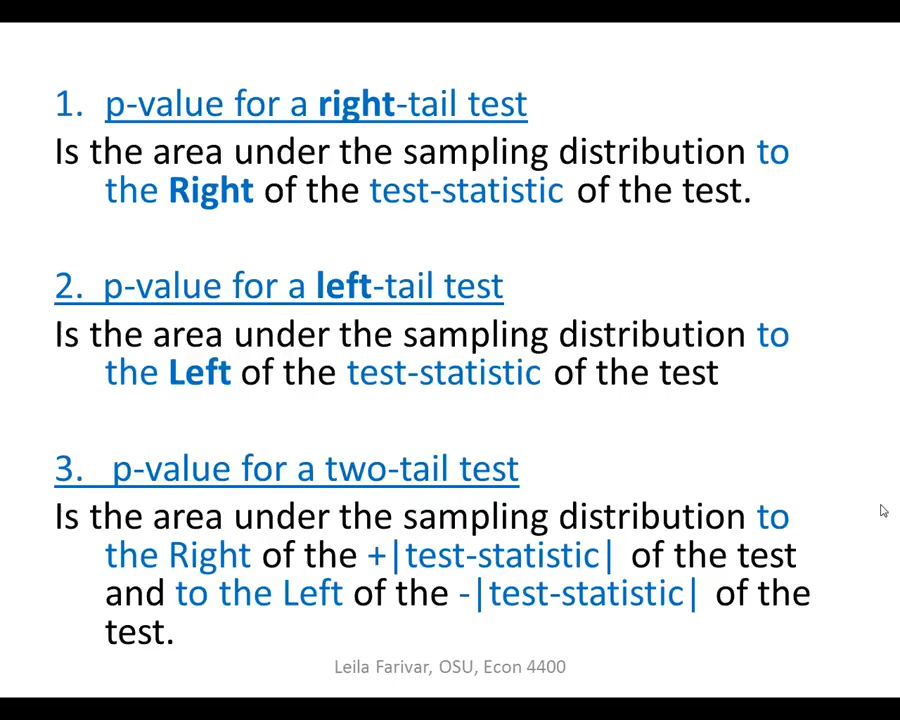 1. p-value for a right-tail test
Is the area under the sampling distribution to
the Right of the test-statistic of the test.
2. p-value for a left-tail test
Is the area under the sampling distribution to
the Left of the test-statistic of the test
3. p-value for a two-tail test
Is the area under the sampling distribution to
the Right of the +|test-statistic| of the test
and to the Left of the -|test-statistic| of the
test.
Leila Farivar, OSU, Econ 4400